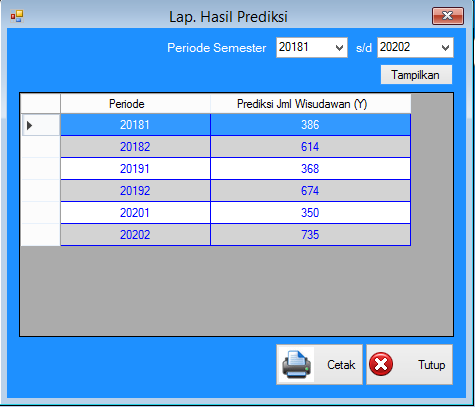 Lap. Hasil Prediksi
Periode Semester 20181 s/d 20202
Tampilkan
Periode Prediksi Jml Wisudawan (Y)
20181 386
20182 614
20191 368
20192 674
20201 350
20202 735
Cetak Tutup